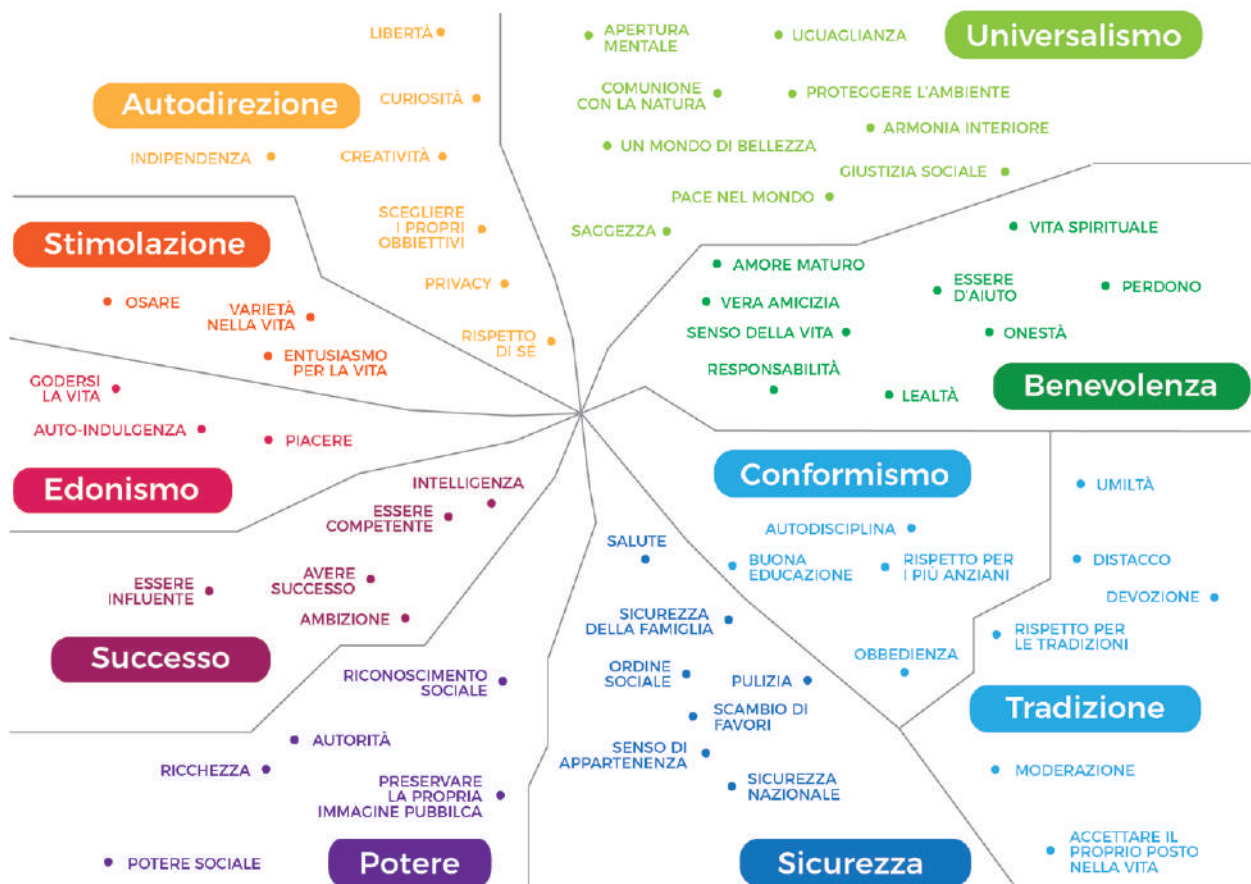 LIBERTÀ
Autodirezione
CURIOSITÀ
INDIPENDENZA
CREATIVITÀ
SCEGLIERE
I PROPRI
OBBIETTIVI
PRIVACY
RISPETTO
DI SÉ
APERTURA
MENTALE
UGUAGLIANZA
Universalismo
COMUNIONE
CON LA NATURA
PROTEGGERE L'AMBIENTE
ARMONIA INTERIORE
UN MONDO DI BELLEZZA
GIUSTIZIA SOCIALE
PACE NEL MONDO
SAGGEZZA
Stimolazione
OSARE
VARIETÀ
NELLA VITA
ENTUSIASMO
PER LA VITA
VITA SPIRITUALE
AMORE MATURO
ESSERE
D'AIUTO
PERDONO
VERA AMICIZIA
SENSO DELLA VITA
ONESTÀ
RESPONSABILITÀ
LEALTÀ
Benevolenza
GODERSI
LA VITA
AUTO-INDULGENZA
PIACERE
Edonismo
INTELLIGENZA
ESSERE
COMPETENTE
AVERE
SUCCESSO
ESSERE
INFLUENTE
AMBIZIONE
Successo
Conformismo
AUTODISCIPLINA
BUONA
EDUCAZIONE
RISPETTO PER
I PIÙ ANZIANI
OBBEDIENZA
UMILTÀ
DISTACCO
DEVOZIONE
RISPETTO PER
LE TRADIZIONI
Tradizione
MODERAZIONE
ACCETTARE IL
PROPRIO POSTO
NELLA VITA
SALUTE
SICUREZZA
DELLA FAMIGLIA
ORDINE
SOCIALE
PULIZIA
SCAMBIO DI
FAVORI
SENSO DI
APPARTENENZA
SICUREZZA
NAZIONALE
Sicurezza
RICONOSCIMENTO
SOCIALE
AUTORITÀ
RICCHEZZA
PRESERVARE
LA PROPRIA
IMMAGINE PUBBILCA
POTERE SOCIALE
Potere